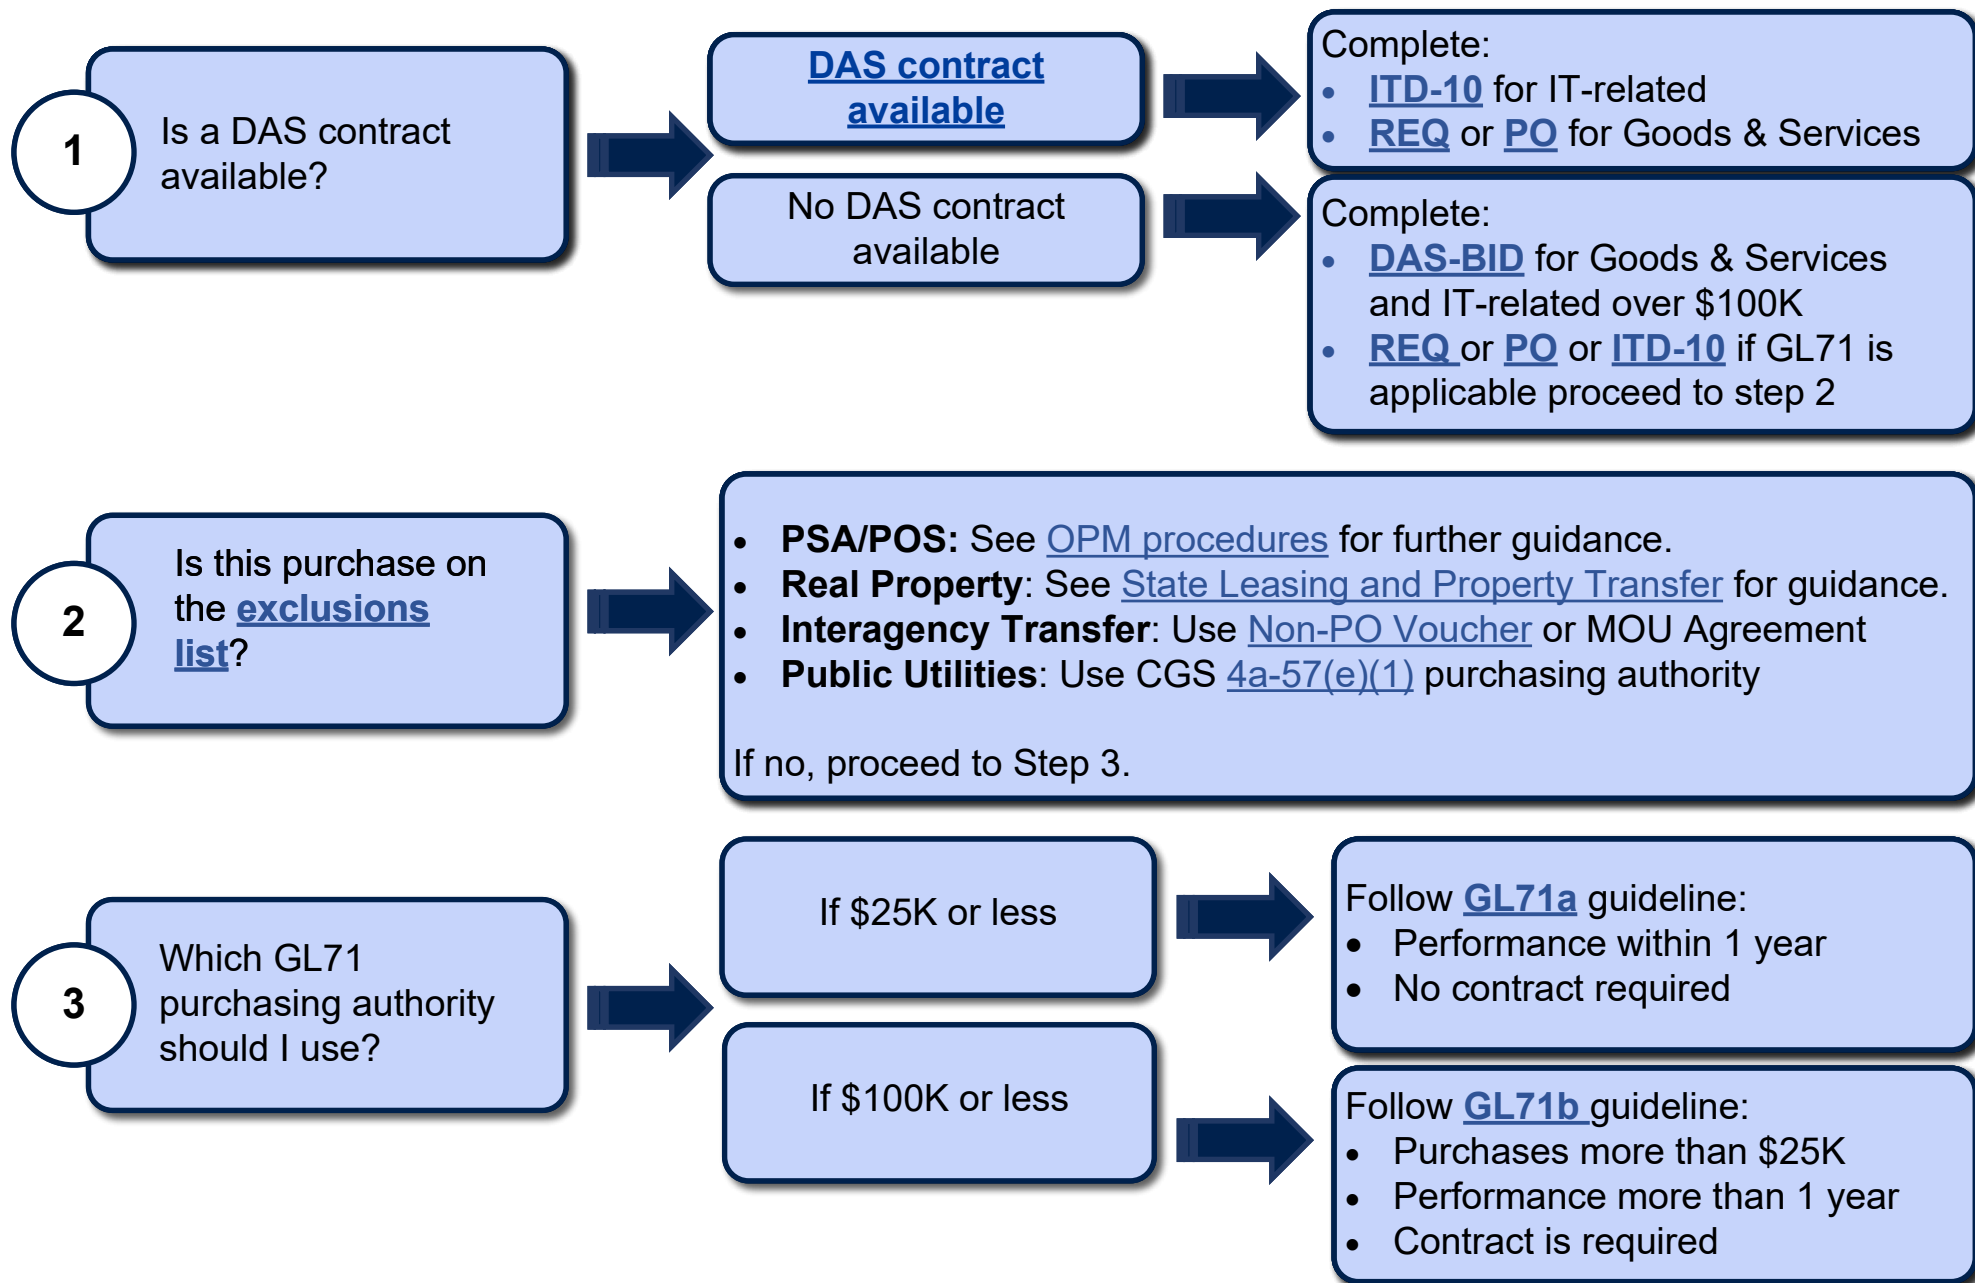 1
Is a DAS contract
available?
DAS contract
available
No DAS contract
available
Complete:
• ITD-10 for IT-related
• REQ or PO for Goods & Services
Complete:
• DAS-BID for Goods & Services
and IT-related over $100K
• REQ or PO or ITD-10 if GL71 is
applicable proceed to step 2
2
Is this purchase on
the exclusions
list?
• PSA/POS: See OPM procedures for further guidance.
• Real Property: See State Leasing and Property Transfer for guidance.
• Interagency Transfer: Use Non-PO Voucher or MOU Agreement
• Public Utilities: Use CGS 4a-57(e)(1) purchasing authority
If no, proceed to Step 3.
3
Which GL71
purchasing authority
should I use?
If $25K or less
Follow GL71a guideline:
• Performance within 1 year
• No contract required
If $100K or less
Follow GL71b guideline:
• Purchases more than $25K
• Performance more than 1 year
• Contract is required